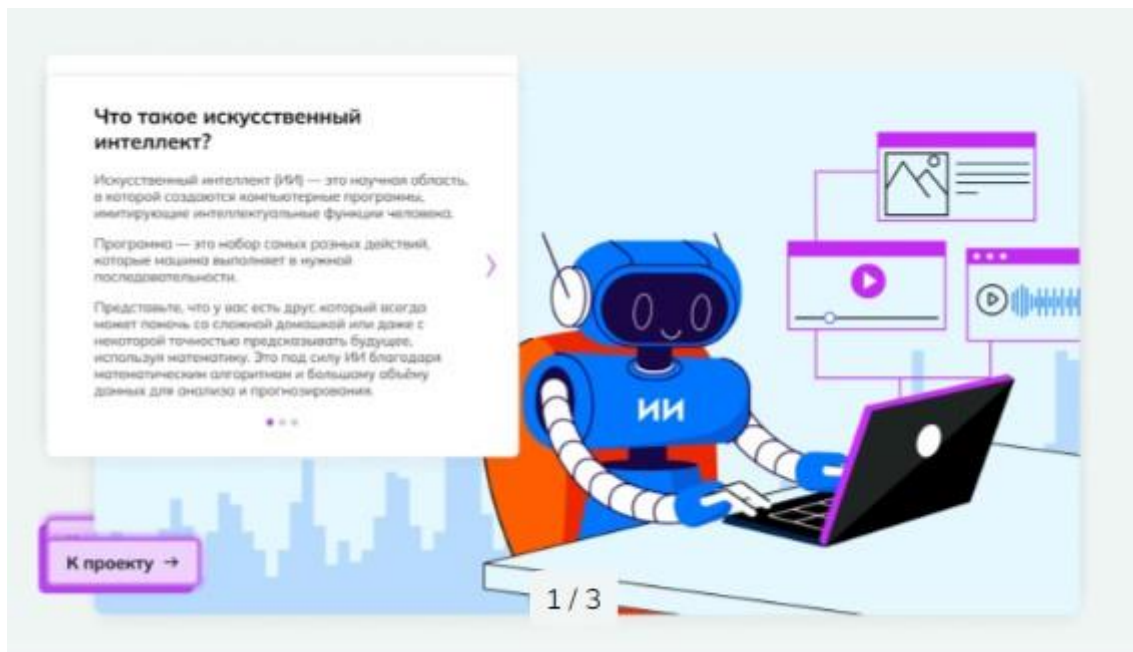 Что такое искусственный
интеллект?
Искусственный интеллект (ИИ) — это научная область,
в которой создаются компьютерные программы,
имитирующие интеллектуальные функции человека.
Программа — это набор самых разных действий,
которые машина выполняет в нужной
последовательности.
Представьте, что у вас есть друг, который всегда
может помочь со сложной домашкой или даже с
некоторой точностью предсказывать будущее,
используя математику. Это под силу ИИ благодаря
математическим алгоритмам и большому объёму
данных для анализа и прогнозирования.
ИИ
К проекту →
1 / 3